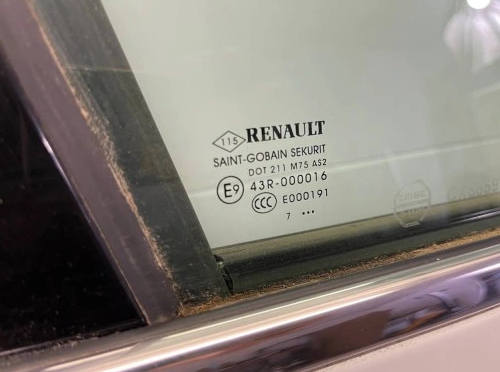 115 RENAULT
SAINT-GOBAIN SEKURIT
DOT 211 M75 AS2
E9 43R-000016
CCC E000191
7 •••